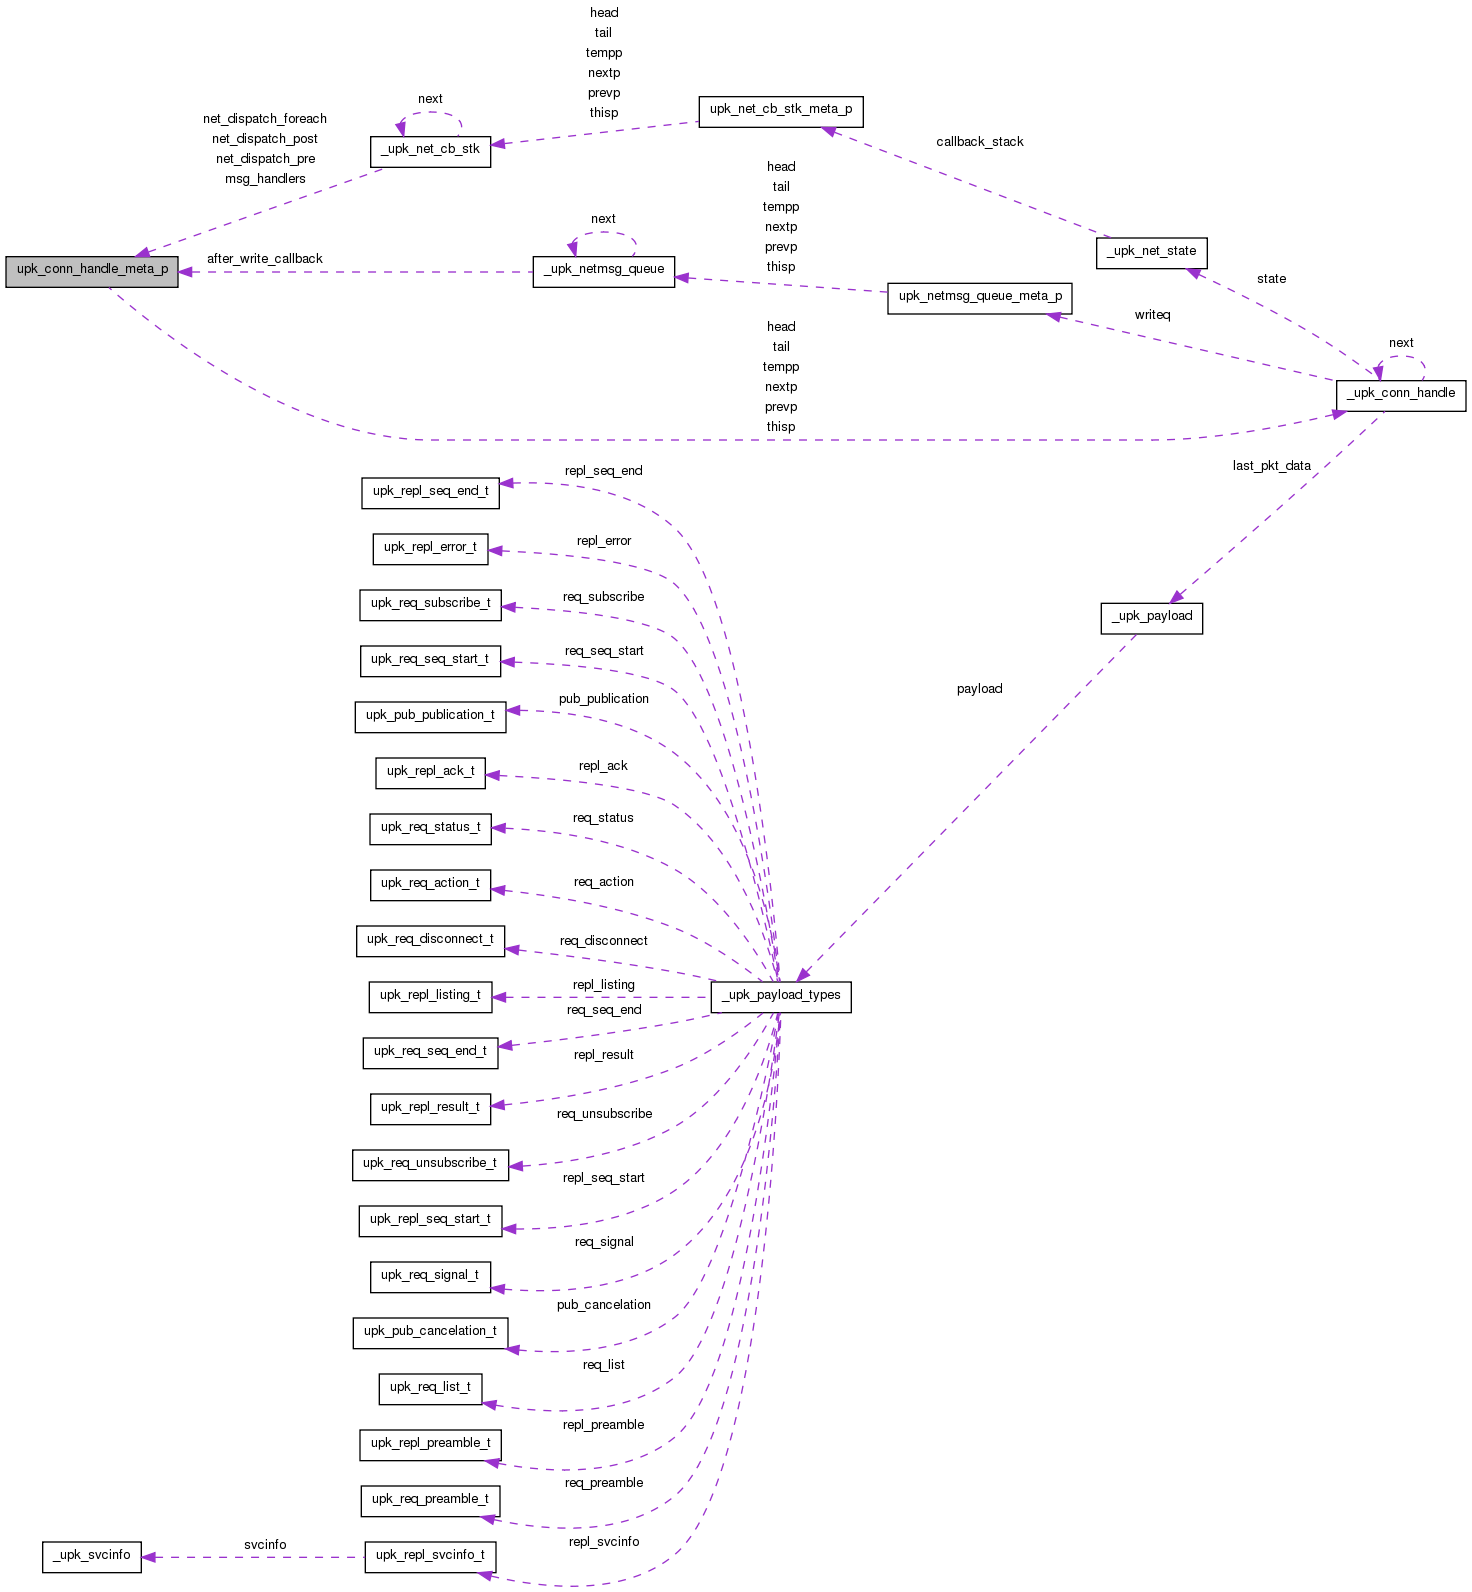 head
tail
tempp
nextp
prevp
thisp
next
net_dispatch_foreach
net_dispatch_post
net_dispatch_pre
msg_handlers
upk_net_cb_stk_meta_p
_upk_net_cb_stk
callback_stack
head
tail
tempp
nextp
prevp
thisp
next
_upk_net_state
upk_conn_handle_meta_p
after_write_callback
_upk_netmsg_queue
state
upk_netmsg_queue_meta_p
writeq
head
tail
tempp
nextp
prevp
thisp
next
_upk_conn_handle
last_pkt_data
repl_seq_end
upk_repl_seq_end_t
repl_error
upk_repl_error_t
req_subscribe
upk_req_subscribe_t
_upk_payload
req_seq_start
upk_req_seq_start_t
payload
pub_publication
upk_pub_publication_t
repl_ack
upk_repl_ack_t
req_status
upk_req_status_t
req_action
upk_req_action_t
req_disconnect
upk_req_disconnect_t
repl_listing
upk_repl_listing_t
_upk_payload_types
req_seq_end
upk_req_seq_end_t
repl_result
upk_repl_result_t
req_unsubscribe
upk_req_unsubscribe_t
repl_seq_start
upk_repl_seq_start_t
req_signal
upk_req_signal_t
pub_cancelation
upk_pub_cancelation_t
req_list
upk_req_list_t
repl_preamble
upk_repl_preamble_t
req_preamble
upk_req_preamble_t
repl_svcinfo
_upk_svcinfo
svcinfo
upk_repl_svcinfo_t